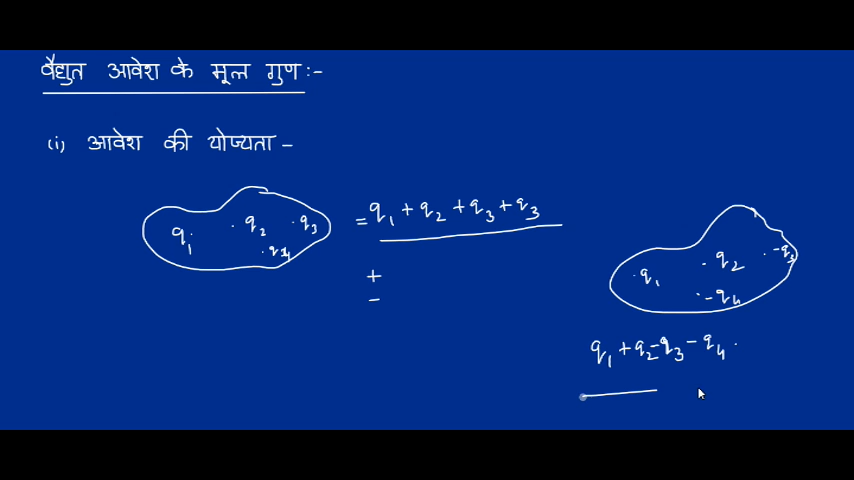 वैद्युत आवेश के मूल गुण :-
(i) आवेश की योज्यता -
q₁ . q₂ . q₃ . q₄
= q₁ + q₂ + q₃ + q₃
+
-
. q₁ . q₂ . -q₃ . -q₄
q₁ + q₂ - q₃ - q₄ .